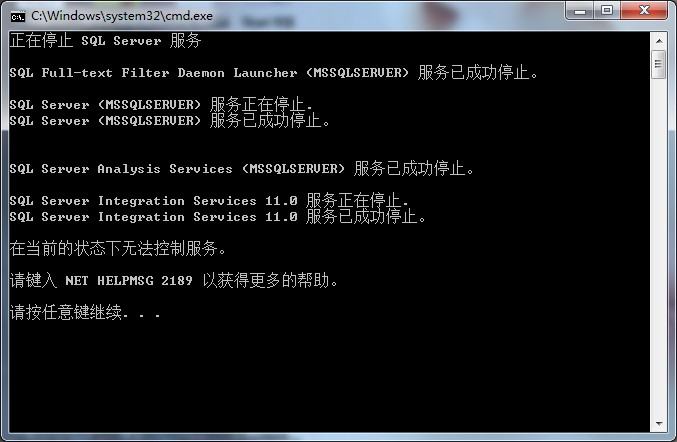 C:\Windows\system32\cmd.exe
正在停止 SQL Server 服务
SQL Full-text Filter Daemon Launcher (MSSQLSERVER) 服务已成功停止。
SQL Server (MSSQLSERVER) 服务正在停止.
SQL Server (MSSQLSERVER) 服务已成功停止。
SQL Server Analysis Services (MSSQLSERVER) 服务已成功停止。
SQL Server Integration Services 11.0 服务正在停止.
SQL Server Integration Services 11.0 服务已成功停止。
在当前的状态下无法控制服务。
请键入 NET HELPMSG 2189 以获得更多的帮助。
请按任意键继续. . .